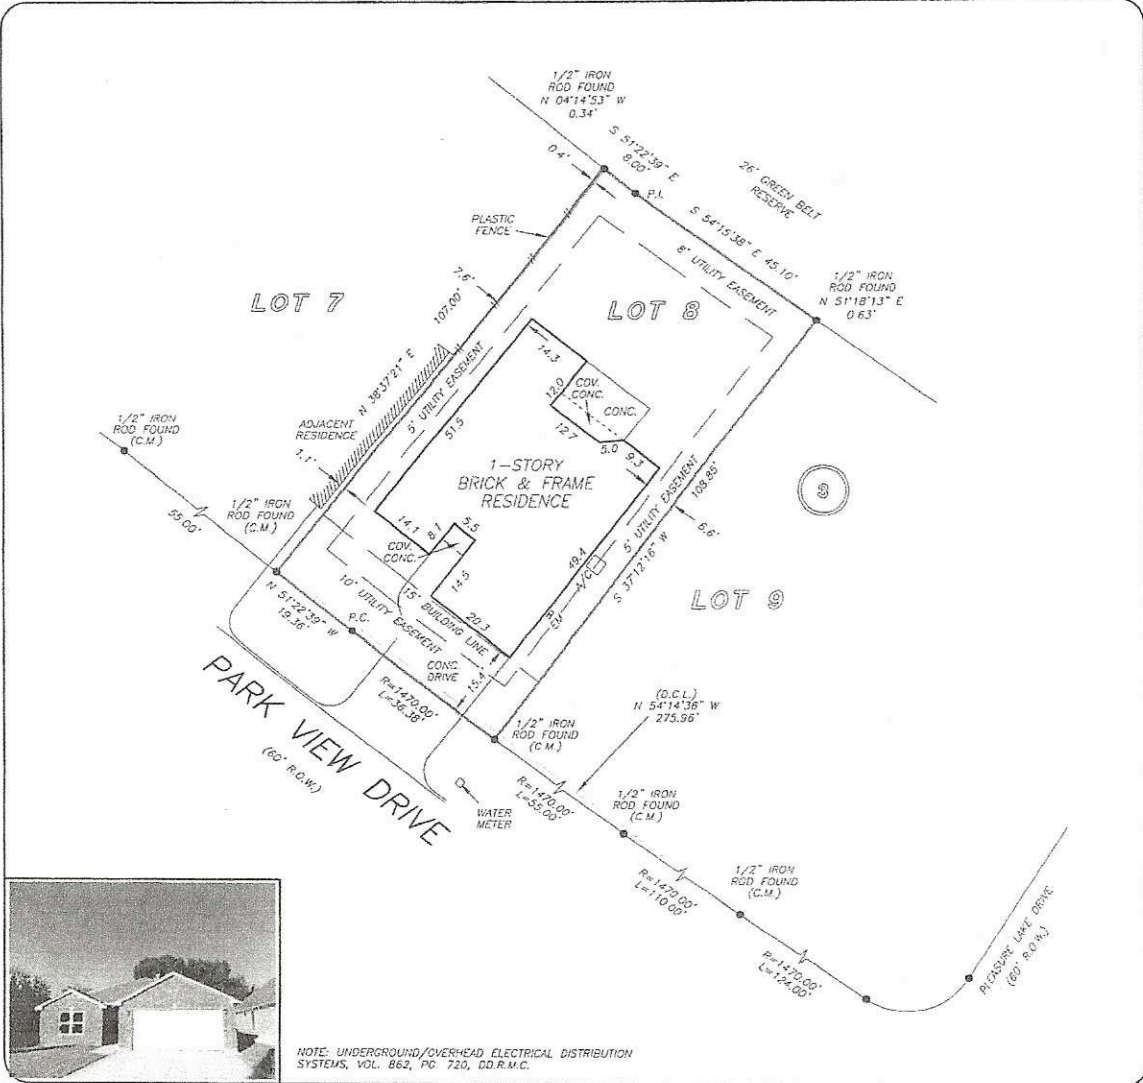 1/2" IRON
ROD FOUND
N 04°14'53" W
0.34'
S 51°22'39" E
8.00'
0.4'
P.I.
26' GREEN BELT
RESERVE
PLASTIC
FENCE
S 54°15'38" E 45.10'
8' UTILITY EASEMENT
1/2" IRON
ROD FOUND
N 51°18'13" E
0.63'
7.6'
LOT 7
LOT 8
N 38°37'21" E
107.00'
5' UTILITY EASEMENT
14.3
12.0
COV.
CONC.
CONC.
12.7
5.0
9.3
51.5
ADJACENT
RESIDENCE
1.1'
1/2" IRON
ROD FOUND
(C.M.)
1-STORY
BRICK & FRAME
RESIDENCE
3
1/2" IRON
ROD FOUND
(C.M.)
55.00'
14.1
8.1
5.5
COV.
CONC.
14.5
49.4
A/C
EM
5' UTILITY EASEMENT
S 37°12'16" W
108.85'
6.6'
LOT 9
N 51°22'39" W
19.36'
10' UTILITY EASEMENT
15' BUILDING LINE
20.3
P.C.
CONC.
DRIVE
15.4
R=1470.00'
L=36.38'
PARK VIEW DRIVE
(60' R.O.W.)
1/2" IRON
ROD FOUND
(C.M.)
(O.C.L.)
N 54°14'36" W
275.96'
WATER
METER
R=1470.00'
L=55.00'
1/2" IRON
ROD FOUND
(C.M.)
R=1470.00'
L=110.00'
1/2" IRON
ROD FOUND
(C.M.)
R=1470.00'
L=124.00'
PLEASURE LAKE DRIVE
(60' R.O.W.)
NOTE: UNDERGROUND/OVERHEAD ELECTRICAL DISTRIBUTION
SYSTEMS, VOL. 862, PG. 720, DD.R.M.C.